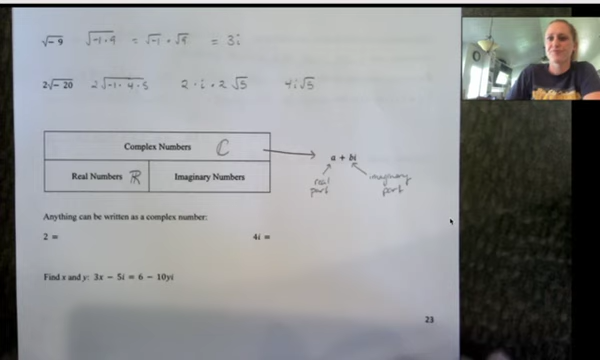 √-9 √-1·9 = √-1 · √9 = 3i
2√-20 2√-1·4·5 2·i·2√5 4i√5
Complex Numbers C
a + bi
Real Numbers ℝ Imaginary Numbers
real part imaginary part
Anything can be written as a complex number:
2 = 4i =
Find x and y: 3x − 5i = 6 − 10yi
23